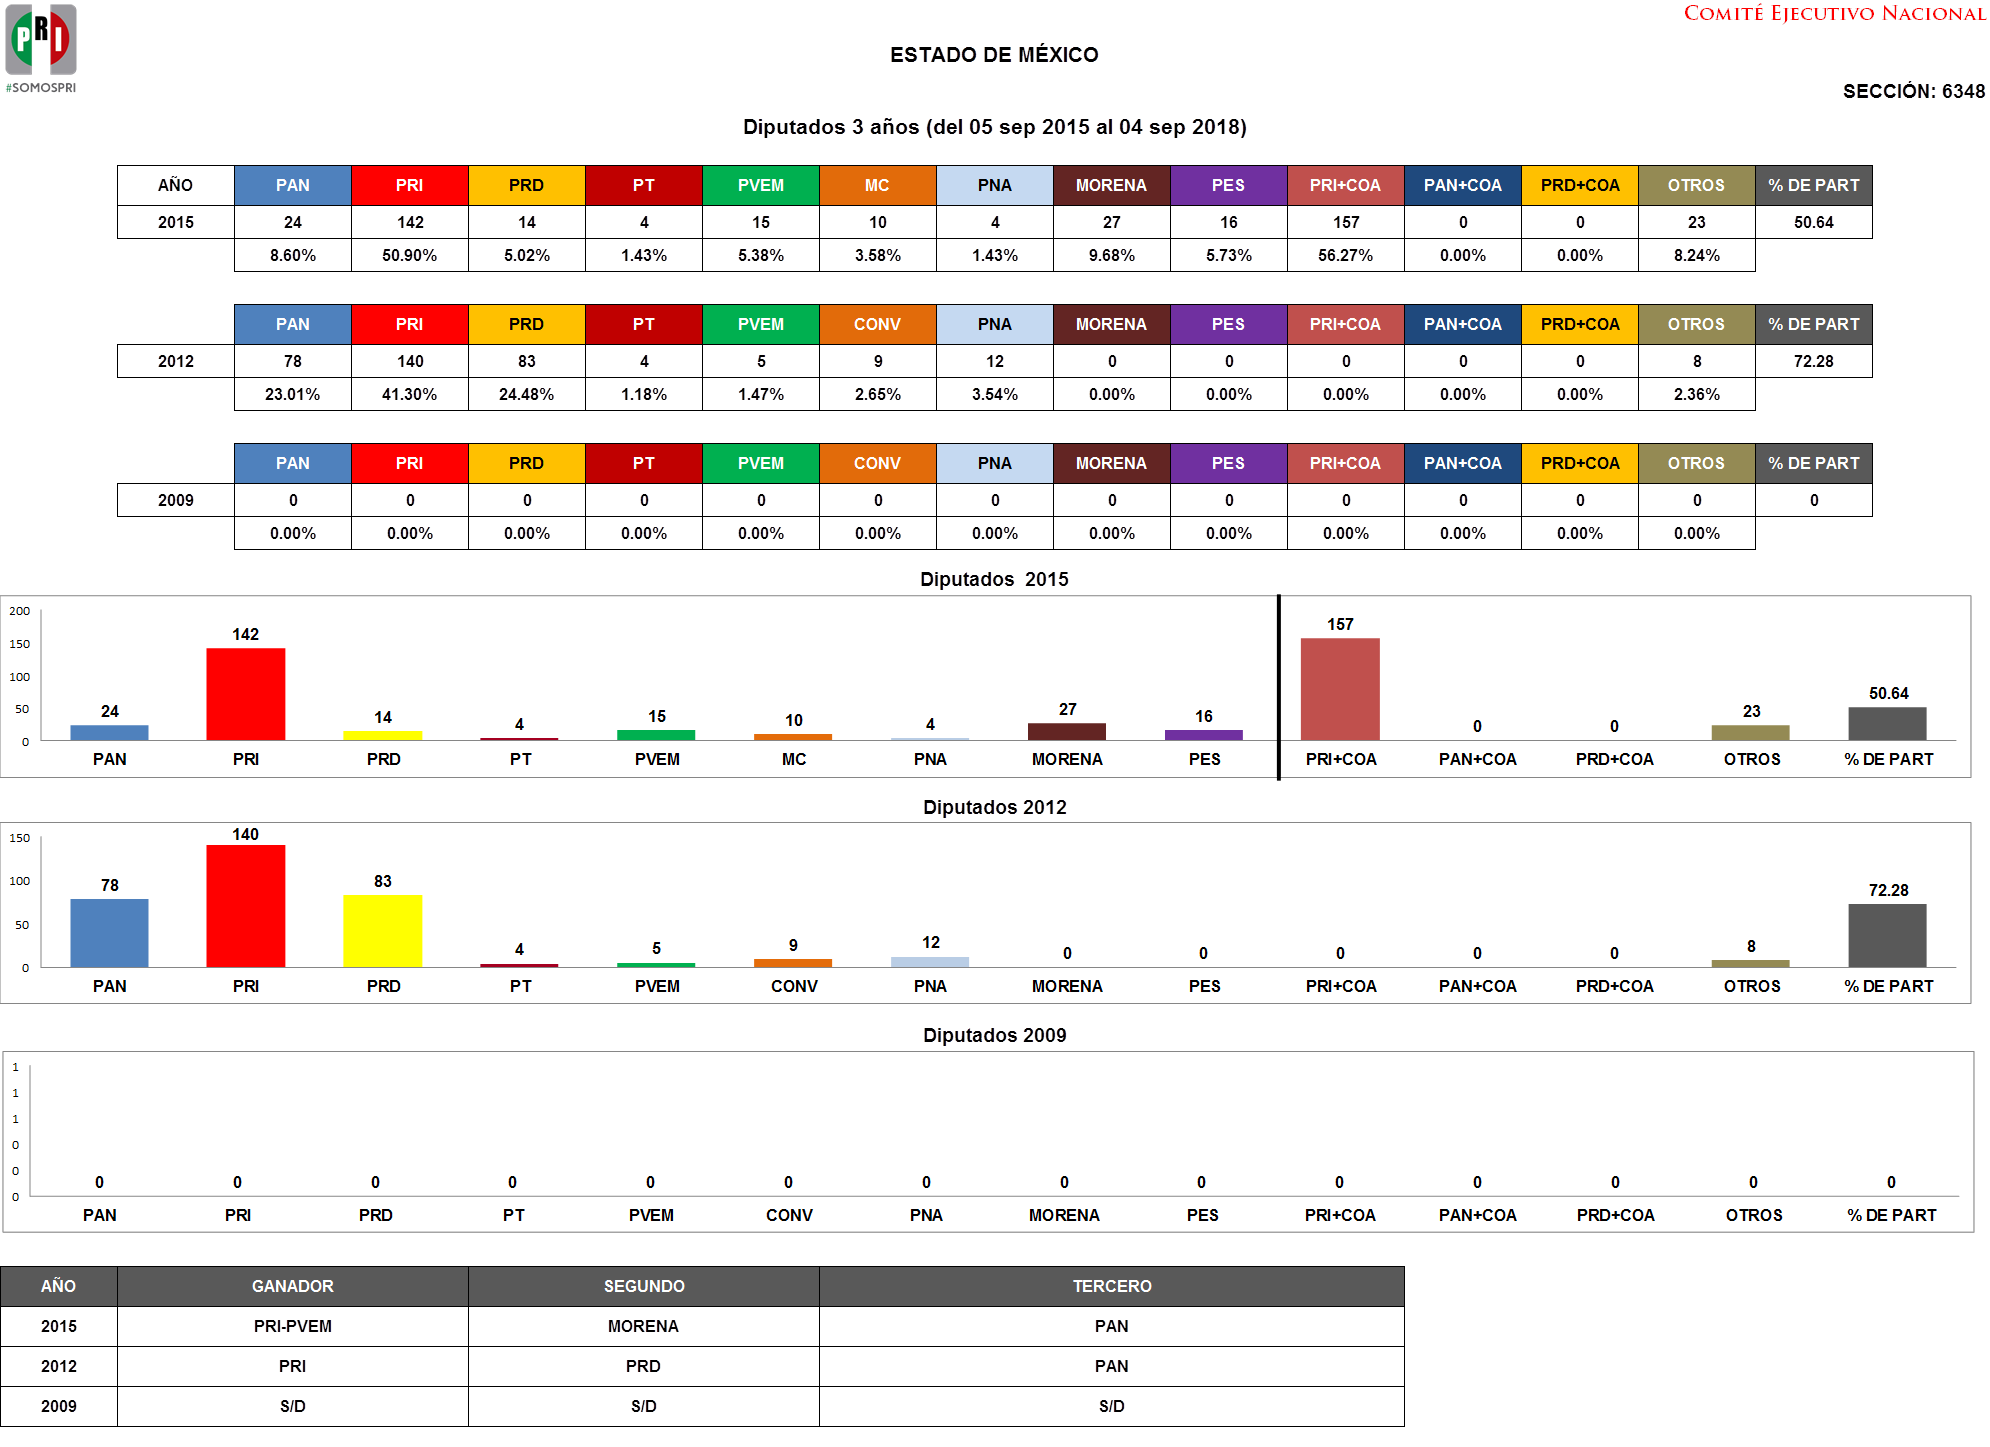 PRI
#SOMOSPRI
COMITÉ EJECUTIVO NACIONAL
ESTADO DE MÉXICO
SECCIÓN: 6348
Diputados 3 años (del 05 sep 2015 al 04 sep 2018)
AÑO PAN PRI PRD PT PVEM MC PNA MORENA PES PRI+COA PAN+COA PRD+COA OTROS % DE PART
2015 24 142 14 4 15 10 4 27 16 157 0 0 23 50.64
8.60% 50.90% 5.02% 1.43% 5.38% 3.58% 1.43% 9.68% 5.73% 56.27% 0.00% 0.00% 8.24%
PAN PRI PRD PT PVEM CONV PNA MORENA PES PRI+COA PAN+COA PRD+COA OTROS % DE PART
2012 78 140 83 4 5 9 12 0 0 0 0 0 8 72.28
23.01% 41.30% 24.48% 1.18% 1.47% 2.65% 3.54% 0.00% 0.00% 0.00% 0.00% 0.00% 2.36%
PAN PRI PRD PT PVEM CONV PNA MORENA PES PRI+COA PAN+COA PRD+COA OTROS % DE PART
2009 0 0 0 0 0 0 0 0 0 0 0 0 0 0
0.00% 0.00% 0.00% 0.00% 0.00% 0.00% 0.00% 0.00% 0.00% 0.00% 0.00% 0.00% 0.00%
Diputados 2015
200
150
100
50
0
24 142 14 4 15 10 4 27 16 157 0 0 23 50.64
PAN PRI PRD PT PVEM MC PNA MORENA PES PRI+COA PAN+COA PRD+COA OTROS % DE PART
Diputados 2012
150
100
50
0
78 140 83 4 5 9 12 0 0 0 0 0 8 72.28
PAN PRI PRD PT PVEM CONV PNA MORENA PES PRI+COA PAN+COA PRD+COA OTROS % DE PART
Diputados 2009
1
1
1
0
0
0
0 0 0 0 0 0 0 0 0 0 0 0 0 0
PAN PRI PRD PT PVEM CONV PNA MORENA PES PRI+COA PAN+COA PRD+COA OTROS % DE PART
AÑO GANADOR SEGUNDO TERCERO
2015 PRI-PVEM MORENA PAN
2012 PRI PRD PAN
2009 S/D S/D S/D